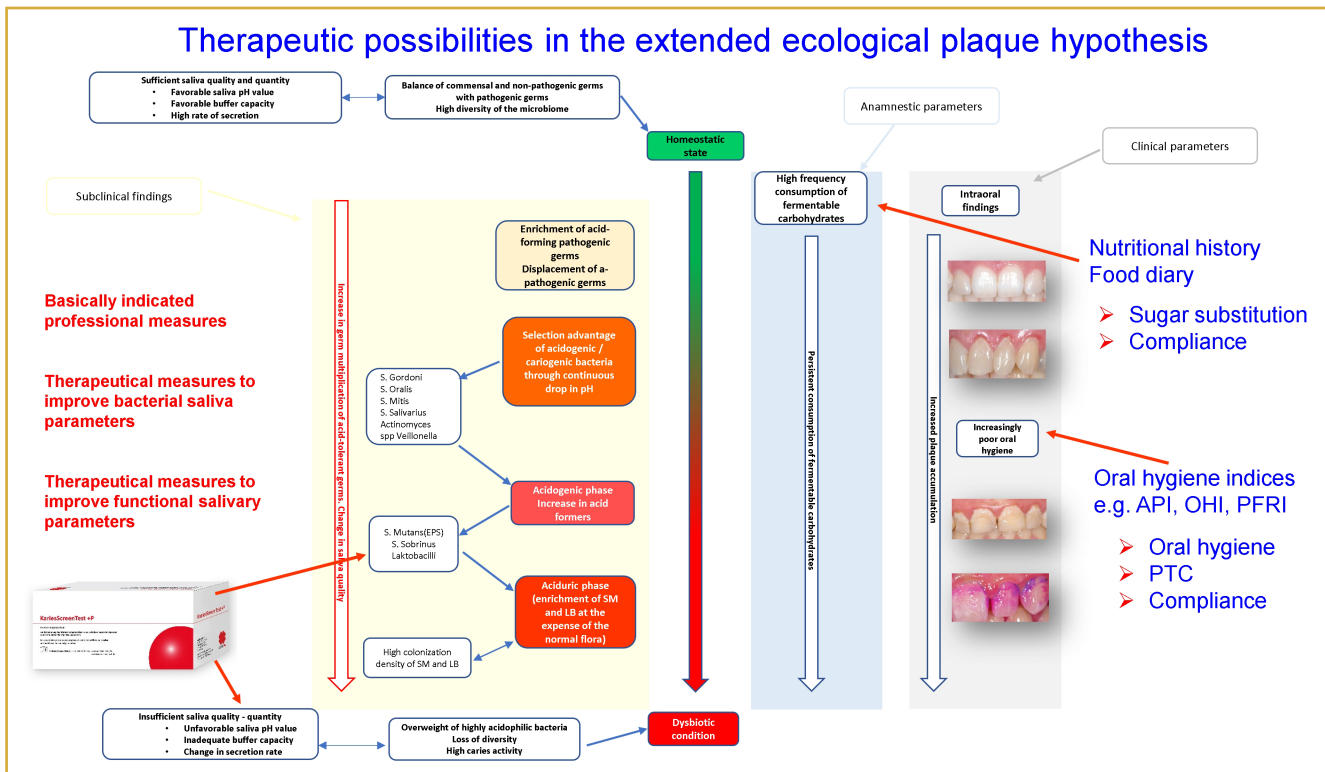 Therapeutic possibilities in the extended ecological plaque hypothesis
Sufficient saliva quality and quantity
• Favorable saliva pH value
• Favorable buffer capacity
• High rate of secretion
Balance of commensal and non-pathogenic germs
with pathogenic germs
High diversity of the microbiome
Homeostatic
state
Anamnestic parameters
Clinical parameters
Subclinical findings
High frequency
consumption of
fermentable
carbohydrates
Intraoral
findings
Increase in germ multiplication of acid-tolerant germs. Change in saliva quality
Enrichment of acid-
forming pathogenic
germs
Displacement of a-
pathogenic germs
Nutritional history
Food diary
➢ Sugar substitution
➢ Compliance
Basically indicated
professional measures
Therapeutical measures to
improve bacterial saliva
parameters
Therapeutical measures to
improve functional salivary
parameters
Selection advantage
of acidogenic /
cariogenic bacteria
through continuous
drop in pH
S. Gordoni
S. Oralis
S. Mitis
S. Salivarius
Actinomyces
spp Veillonella
Persistent consumption of fermentable carbohydrates
Increased plaque accumulation
Increasingly
poor oral
hygiene
Oral hygiene indices
e.g. API, OHI, PFRI
➢ Oral hygiene
➢ PTC
➢ Compliance
Acidogenic phase
Increase in acid
formers
S. Mutans(EPS)
S. Sobrinus
Laktobacilli
Aciduric phase
(enrichment of SM
and LB at the
expense of the
normal flora)
High colonization
density of SM and LB
KariesScreenTest +P
KariesScreenTest +P
Insufficient saliva quality - quantity
• Unfavorable saliva pH value
• Inadequate buffer capacity
• Change in secretion rate
Overweight of highly acidophilic bacteria
Loss of diversity
High caries activity
Dysbiotic
condition